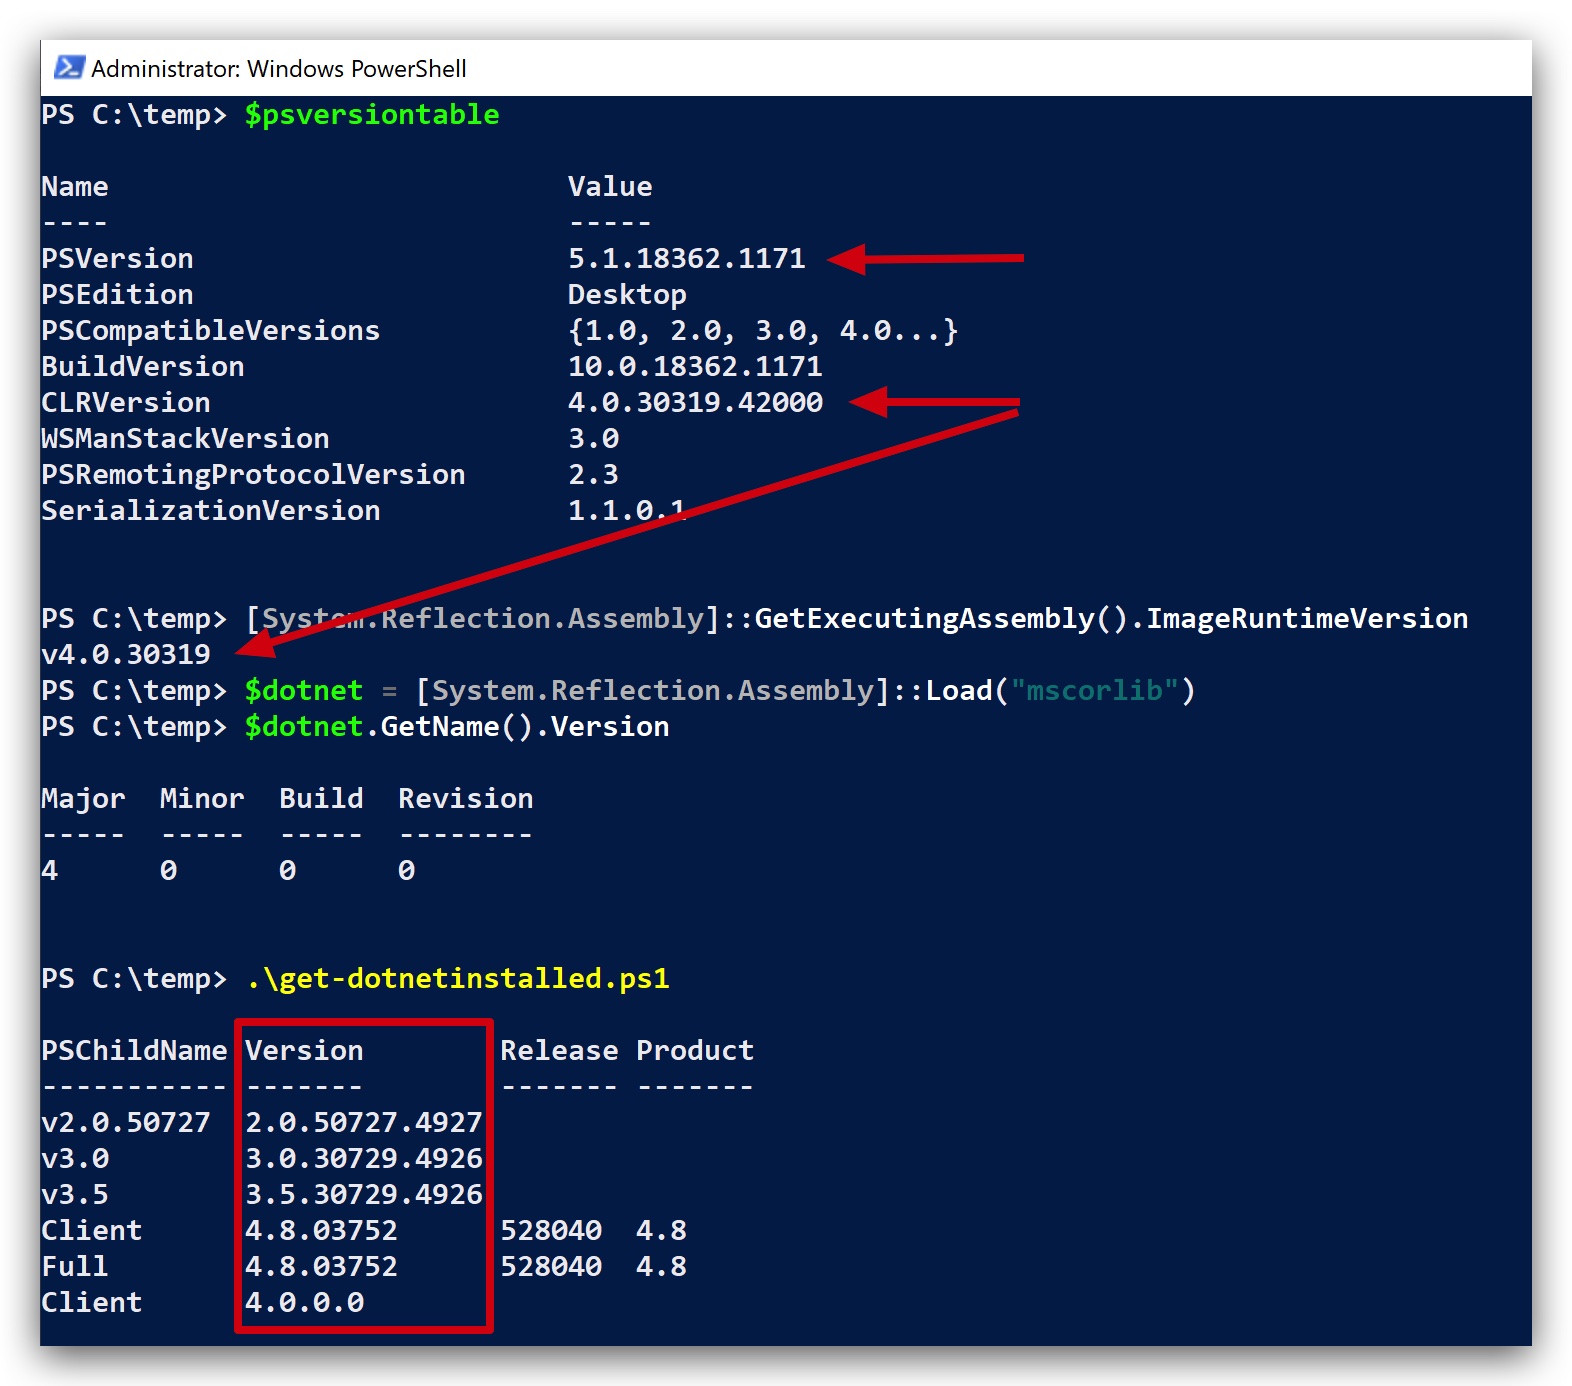 Administrator: Windows PowerShell
PS C:\temp> $psversiontable
Name                           Value
----                           -----
PSVersion                      5.1.18362.1171
PSEdition                      Desktop
PSCompatibleVersions           {1.0, 2.0, 3.0, 4.0...}
BuildVersion                   10.0.18362.1171
CLRVersion                     4.0.30319.42000
WSManStackVersion              3.0
PSRemotingProtocolVersion      2.3
SerializationVersion           1.1.0.1
PS C:\temp> [System.Reflection.Assembly]::GetExecutingAssembly().ImageRuntimeVersion
v4.0.30319
PS C:\temp> $dotnet = [System.Reflection.Assembly]::Load("mscorlib")
PS C:\temp> $dotnet.GetName().Version
Major  Minor  Build  Revision
-----  -----  -----  --------
4      0      0      0
PS C:\temp> .\get-dotnetinstalled.ps1
PSChildName Version        Release Product
----------- -------        ------- -------
v2.0.50727  2.0.50727.4927
v3.0        3.0.30729.4926
v3.5        3.5.30729.4926
Client      4.8.03752      528040  4.8
Full        4.8.03752      528040  4.8
Client      4.0.0.0